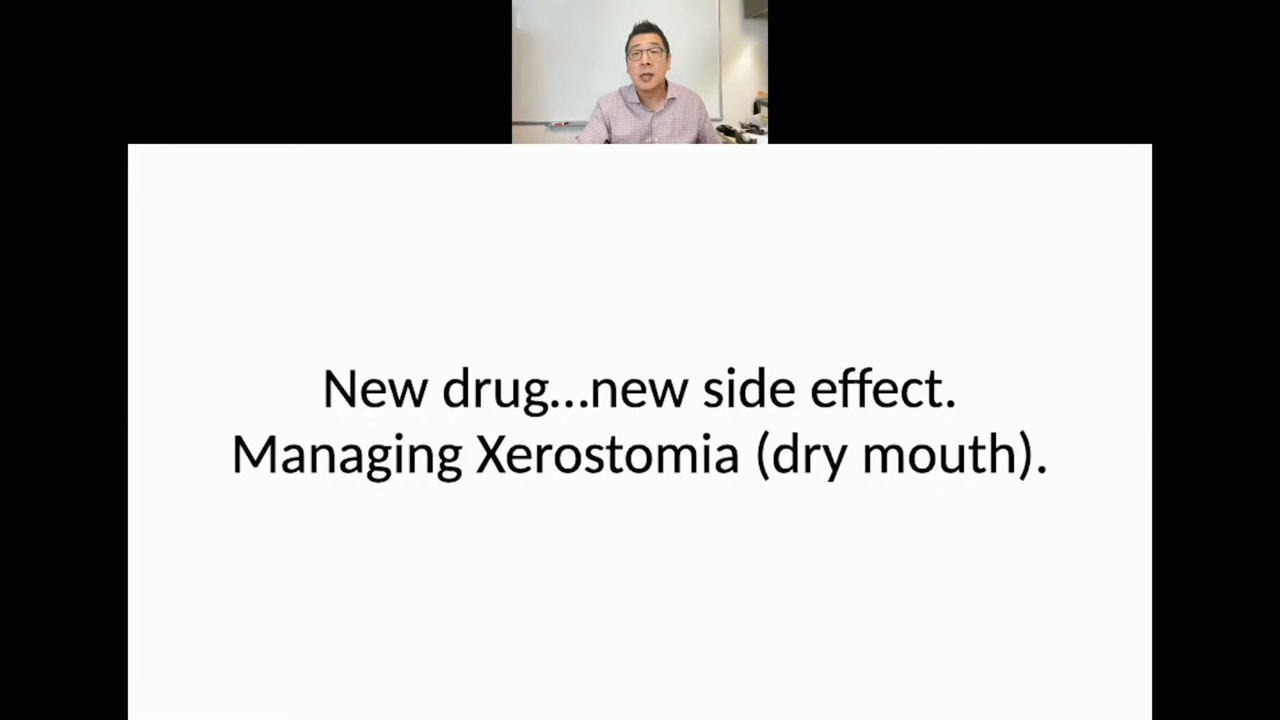 New drug...new side effect.
Managing Xerostomia (dry mouth).